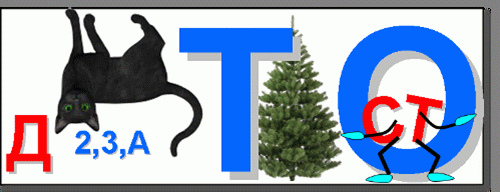 Д 2,3,А Т О СТ